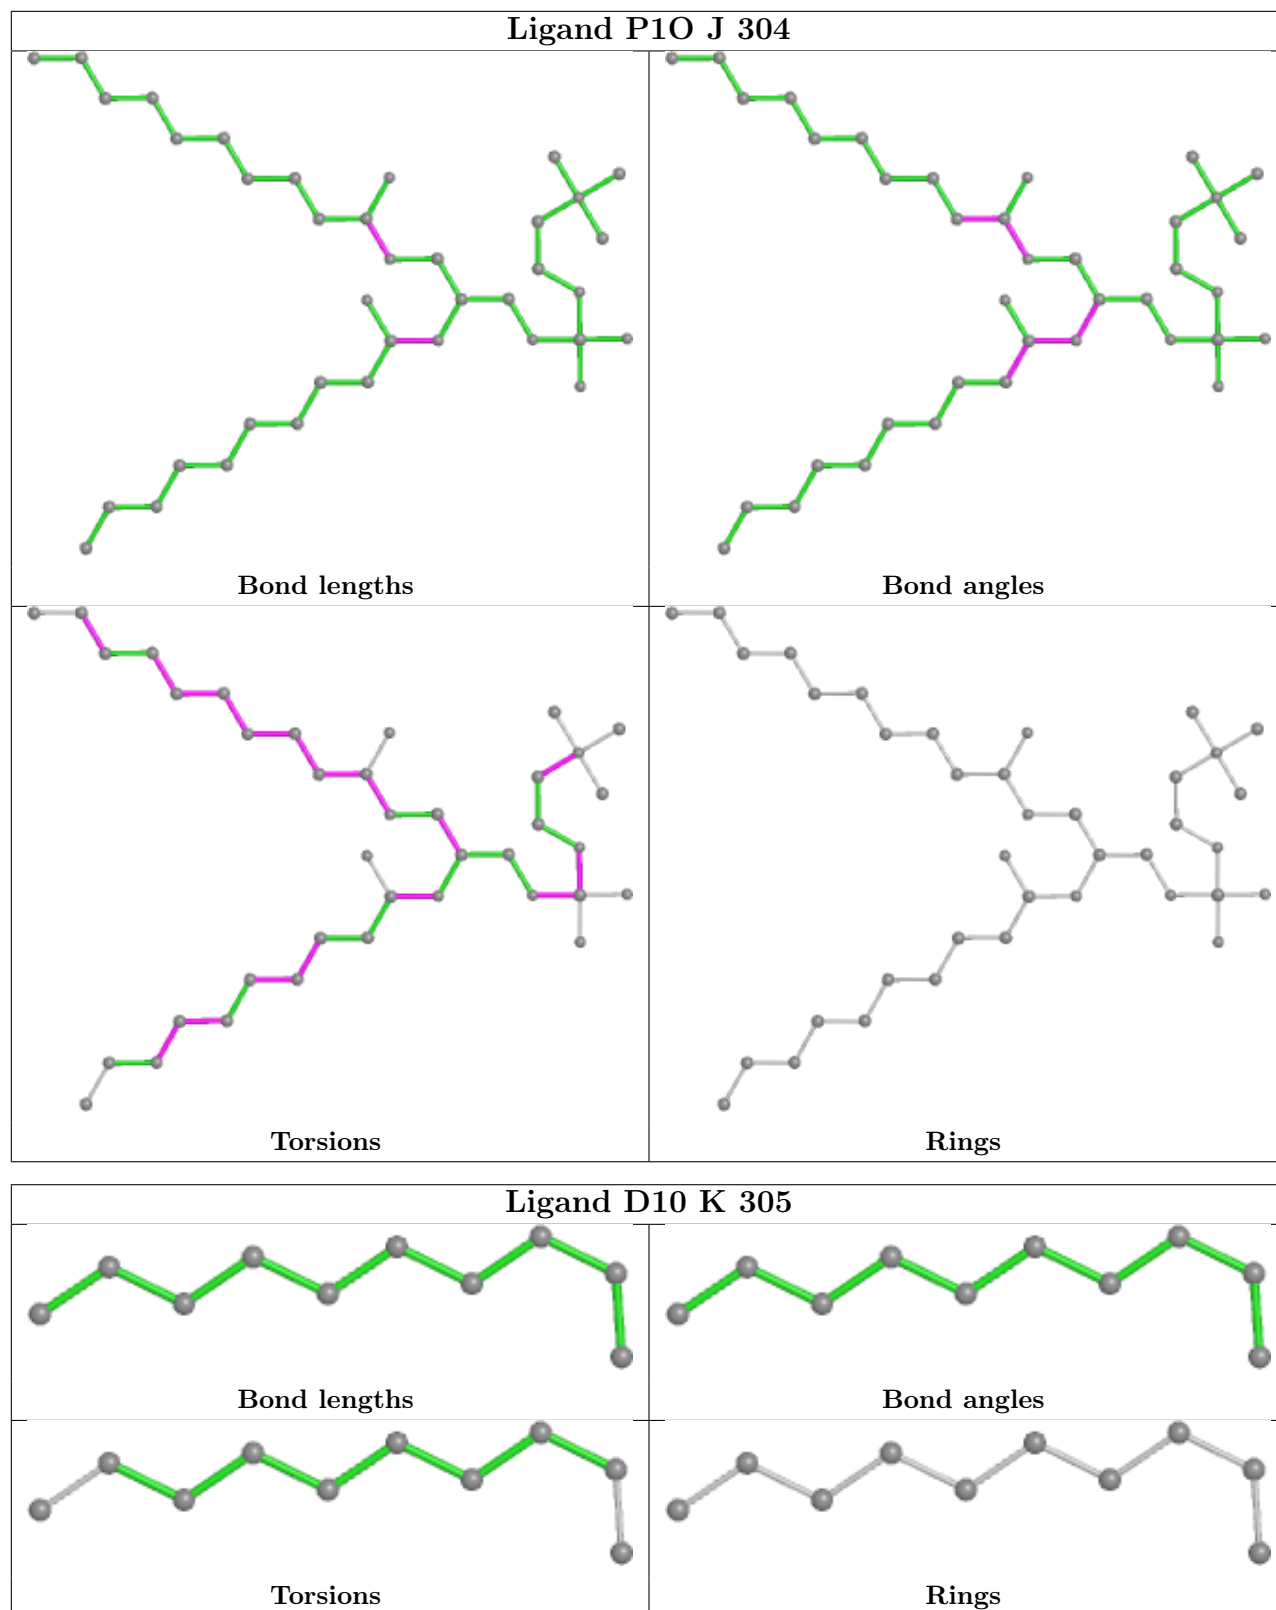 Ligand P1O J 304
Bond lengths
Bond angles
Torsions
Rings
Ligand D10 K 305
Bond lengths
Bond angles
Torsions
Rings